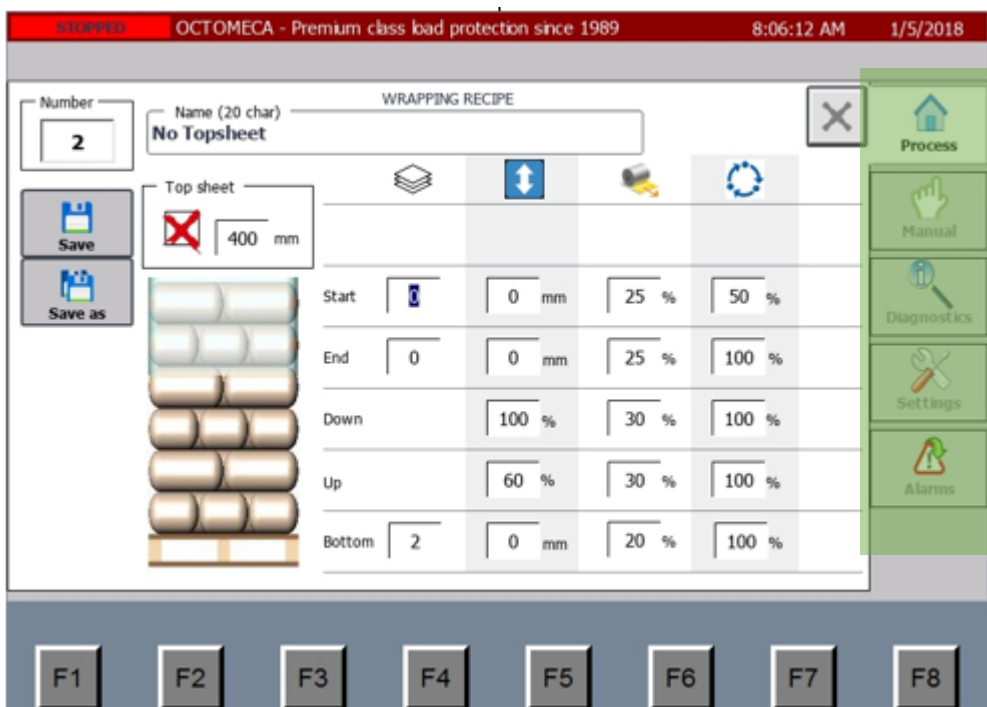 STOPPED OCTOMECA - Premium class load protection since 1989 8:06:12 AM 1/5/2018
WRAPPING RECIPE
Number
2
Name (20 char)
No Topsheet
Process
Top sheet
400 mm
Save
Save as
Manual
Diagnostics
Settings
Alarms
Start 0 0 mm 25 % 50 %
End 0 0 mm 25 % 100 %
Down 100 % 30 % 100 %
Up 60 % 30 % 100 %
Bottom 2 0 mm 20 % 100 %
F1 F2 F3 F4 F5 F6 F7 F8